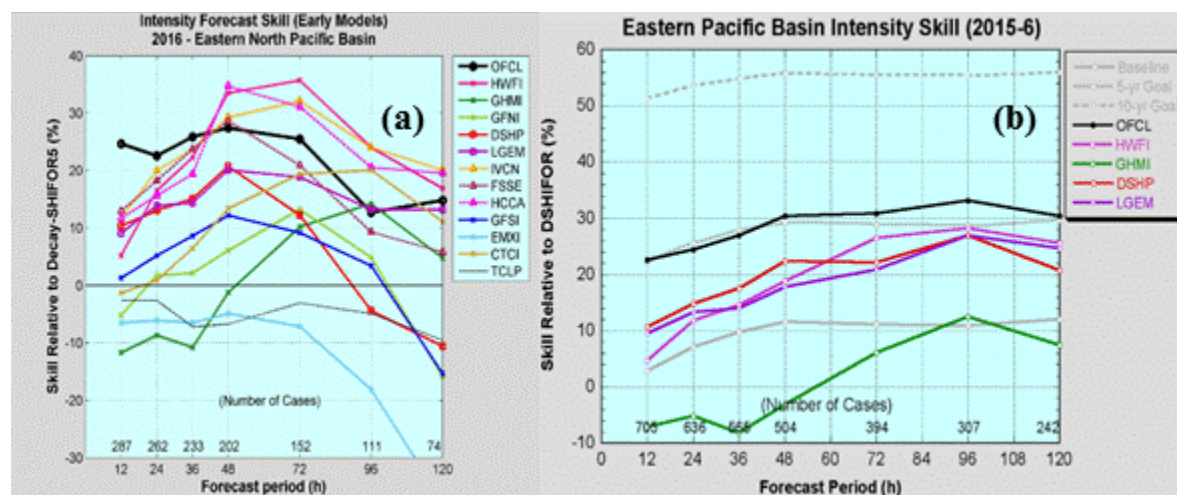 Intensity Forecast Skill (Early Models)
2016 - Eastern North Pacific Basin
Skill Relative to Decay-SHIFOR5 (%)
40
30
20
10
0
-10
-20
-30
(a)
(Number of Cases)
287 262 233 202 152 111 74
12 24 36 48 72 96 120
Forecast period (h)
OFCL
HWFI
GHMI
GFNI
DSHP
LGEM
IVCN
FSSE
HCCA
GFSI
EMXI
CTCI
TCLP
Eastern Pacific Basin Intensity Skill (2015-6)
Skill Relative to DSHIFOR (%)
60
50
40
30
20
10
0
-10
(b)
(Number of Cases)
636 504 394 307 242
0 12 24 36 48 60 72 84 96 108 120
Forecast Period (h)
Baseline
5-yr Goal
10-yr Goa
OFCL
HWFI
GHMI
DSHP
LGEM